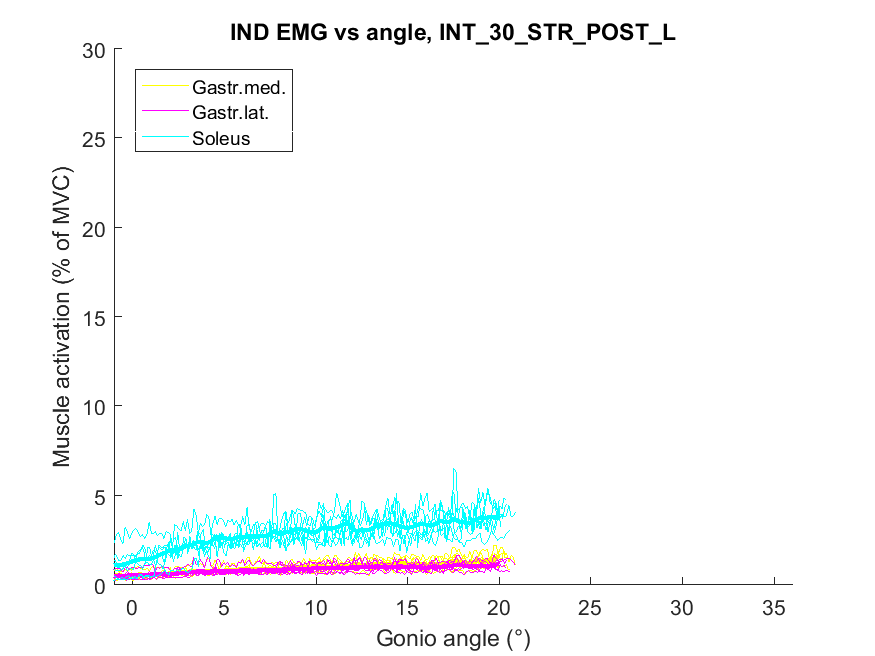 IND EMG vs angle, INT_30_STR_POST_L
30
25
20
15
10
5
0
Gastr.med.
Gastr.lat.
Soleus
Muscle activation (% of MVC)
0 5 10 15 20 25 30 35
Gonio angle (°)